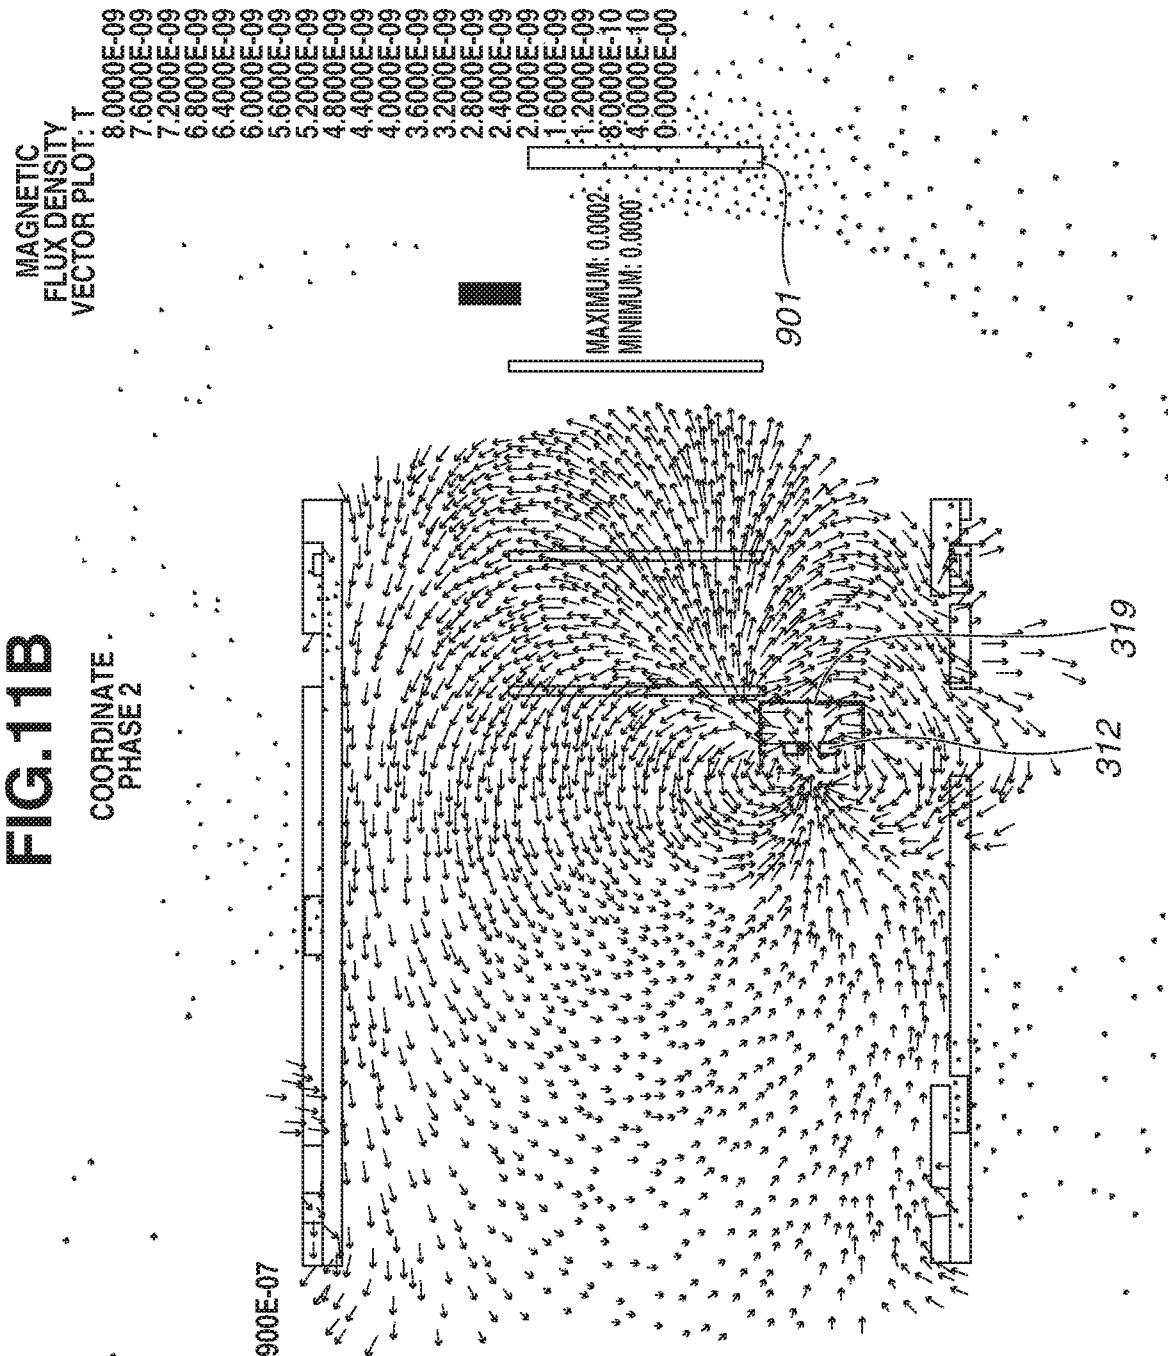 FIG.11B
COORDINATE
PHASE 2
MAGNETIC
FLUX DENSITY
VECTOR PLOT: T
8.0000E-09
7.6000E-09
7.2000E-09
6.8000E-09
6.4000E-09
6.0000E-09
5.6000E-09
5.2000E-09
4.8000E-09
4.4000E-09
4.0000E-09
3.6000E-09
3.2000E-09
2.8000E-09
2.4000E-09
2.0000E-09
1.6000E-09
1.2000E-09
8.0000E-10
4.0000E-10
0.0000E-00
MAXIMUM: 0.0002
MINIMUM: 0.0000
901
319
312
900E-07